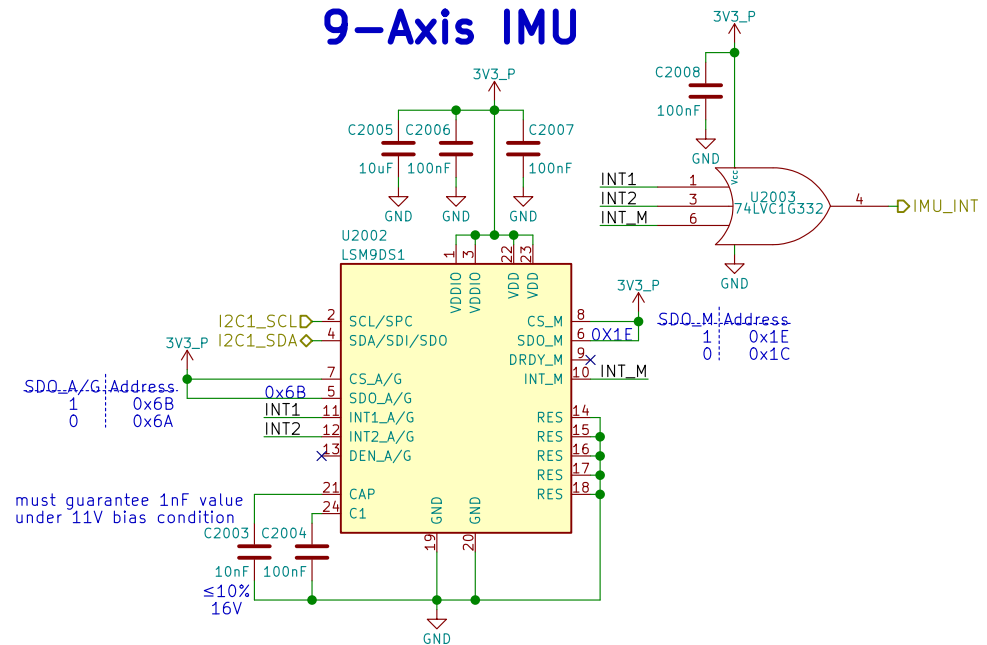 9-Axis IMU
3V3_P
C2008
100nF
GND
3V3_P
C2005
10uF
GND
C2006
100nF
GND
C2007
100nF
GND
INT1
INT2
INT_M
1
3
6
Vcc
U2003
74LVC1G332
4
IMU_INT
GND
U2002
LSM9DS1
1
3
22
23
VDDIO
VDDIO
VDD
VDD
I2C1_SCL
2
SCL/SPC
I2C1_SDA
4
SDA/SDI/SDO
3V3_P
7
CS_A/G
0x6B
5
SDO_A/G
INT1
11
INT1_A/G
INT2
12
INT2_A/G
13
DEN_A/G
21
CAP
24
C1
SDO_A/G Address
1 0x6B
0 0x6A
CS_M
8
SDO_M
6
0X1E
DRDY_M
9
INT_M
10
INT_M
3V3_P
SDO_M Address
1 0x1E
0 0x1C
RES
14
RES
15
RES
16
RES
17
RES
18
must guarantee 1nF value
under 11V bias condition
C2003
10nF
≤10%
16V
C2004
100nF
GND
GND
19
20
GND